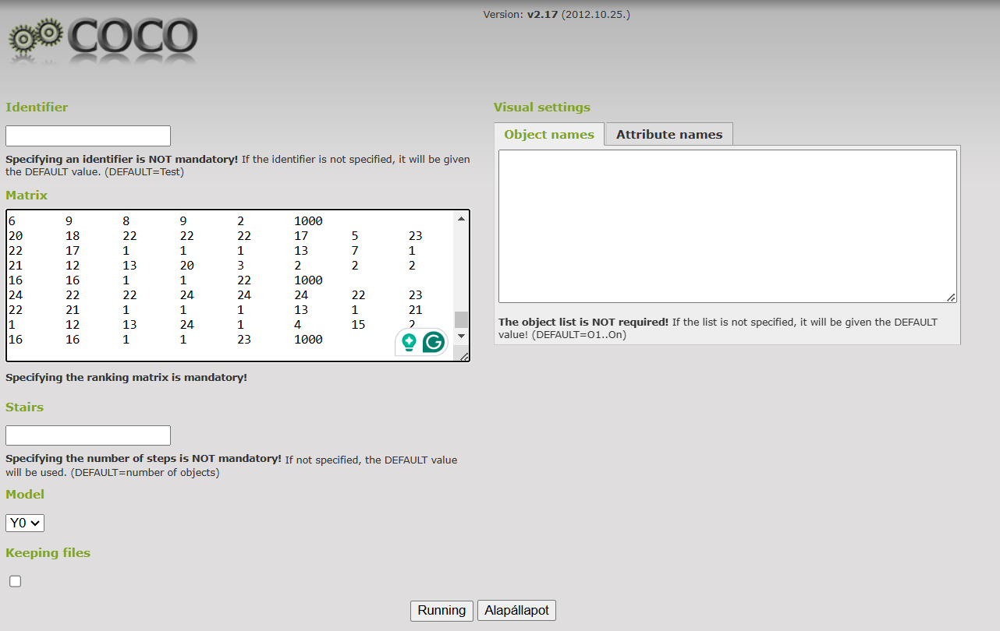 COCO
Version: v2.17 (2012.10.25.)
Identifier
Specifying an identifier is NOT mandatory! If the identifier is not specified, it will be given
the DEFAULT value. (DEFAULT=Test)
Matrix
6 9 8 9 2 1000
20 18 22 22 22 17 5 23
22 17 1 1 1 13 7 1
21 12 13 20 3 2 2 2
16 16 1 1 22 1000
24 22 22 24 24 24 22 23
22 21 1 1 1 13 1 21
1 12 13 24 1 4 15 2
16 16 1 1 23 1000
Specifying the ranking matrix is mandatory!
Stairs
Specifying the number of steps is NOT mandatory! If not specified, the DEFAULT value
will be used. (DEFAULT=number of objects)
Model
Y0
Keeping files
Visual settings
Object names Attribute names
The object list is NOT required! If the list is not specified, it will be given the DEFAULT
value! (DEFAULT=O1..On)
Running Alapállapot